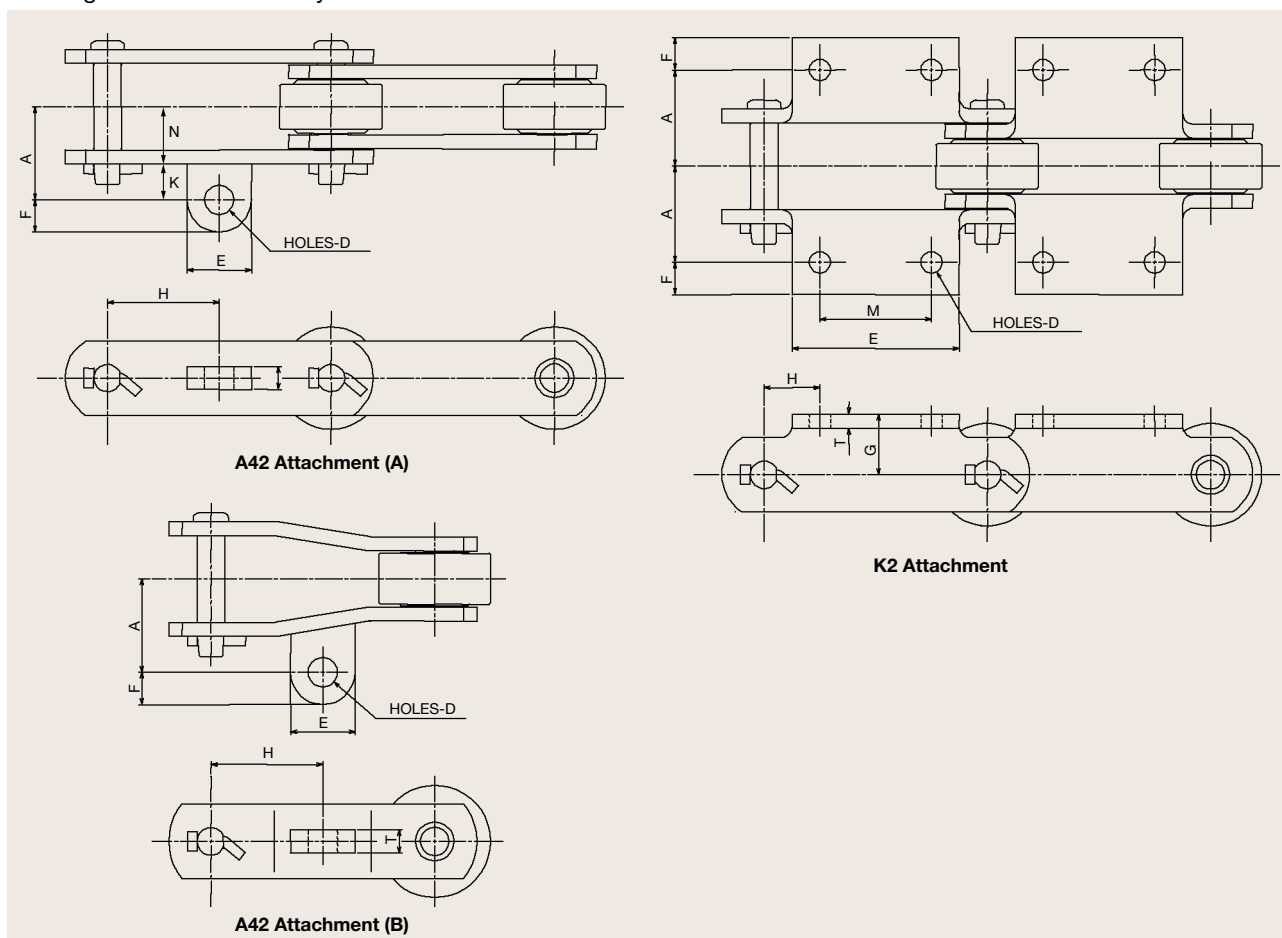 A
N
K
F
HOLES-D
E
H
A42 Attachment (A)
A
F
HOLES-D
E
H
T
A42 Attachment (B)
F
A
A
F
M
HOLES-D
E
H
T
G
K2 Attachment